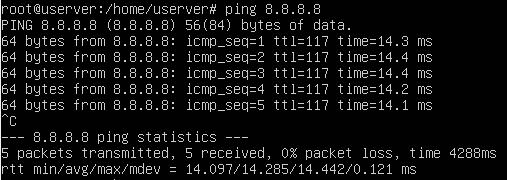 root@userver:/home/userver# ping 8.8.8.8
PING 8.8.8.8 (8.8.8.8) 56(84) bytes of data.
64 bytes from 8.8.8.8: icmp_seq=1 ttl=117 time=14.3 ms
64 bytes from 8.8.8.8: icmp_seq=2 ttl=117 time=14.4 ms
64 bytes from 8.8.8.8: icmp_seq=3 ttl=117 time=14.4 ms
64 bytes from 8.8.8.8: icmp_seq=4 ttl=117 time=14.2 ms
64 bytes from 8.8.8.8: icmp_seq=5 ttl=117 time=14.1 ms
^C
--- 8.8.8.8 ping statistics ---
5 packets transmitted, 5 received, 0% packet loss, time 4288ms
rtt min/avg/max/mdev = 14.097/14.285/14.442/0.121 ms